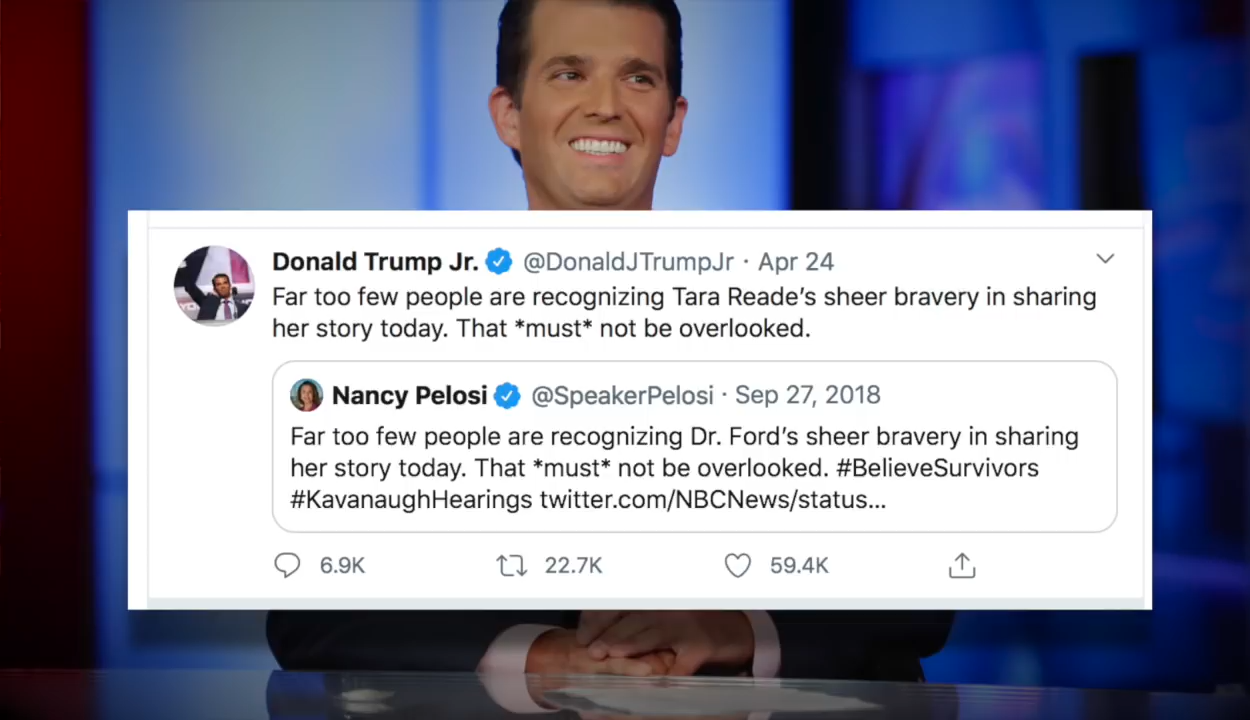 Donald Trump Jr. @DonaldJTrumpJr · Apr 24
Far too few people are recognizing Tara Reade’s sheer bravery in sharing
her story today. That *must* not be overlooked.
Nancy Pelosi @SpeakerPelosi · Sep 27, 2018
Far too few people are recognizing Dr. Ford’s sheer bravery in sharing
her story today. That *must* not be overlooked. #BelieveSurvivors
#KavanaughHearings twitter.com/NBCNews/status...
6.9K 22.7K 59.4K